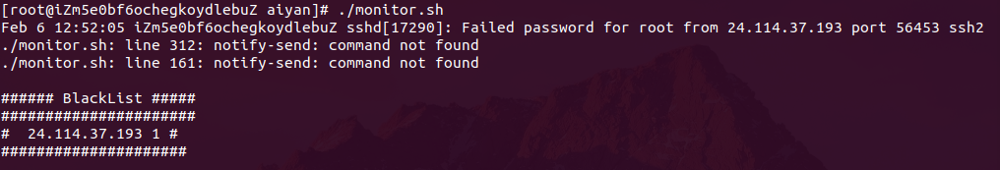 [root@iZm5e0bf6ochegkoydlebuZ aiyan]# ./monitor.sh
Feb 6 12:52:05 iZm5e0bf6ochegkoydlebuZ sshd[17290]: Failed password for root from 24.114.37.193 port 56453 ssh2
./monitor.sh: line 312: notify-send: command not found
./monitor.sh: line 161: notify-send: command not found
###### BlackList #####
######################
#  24.114.37.193 1 #
#####################